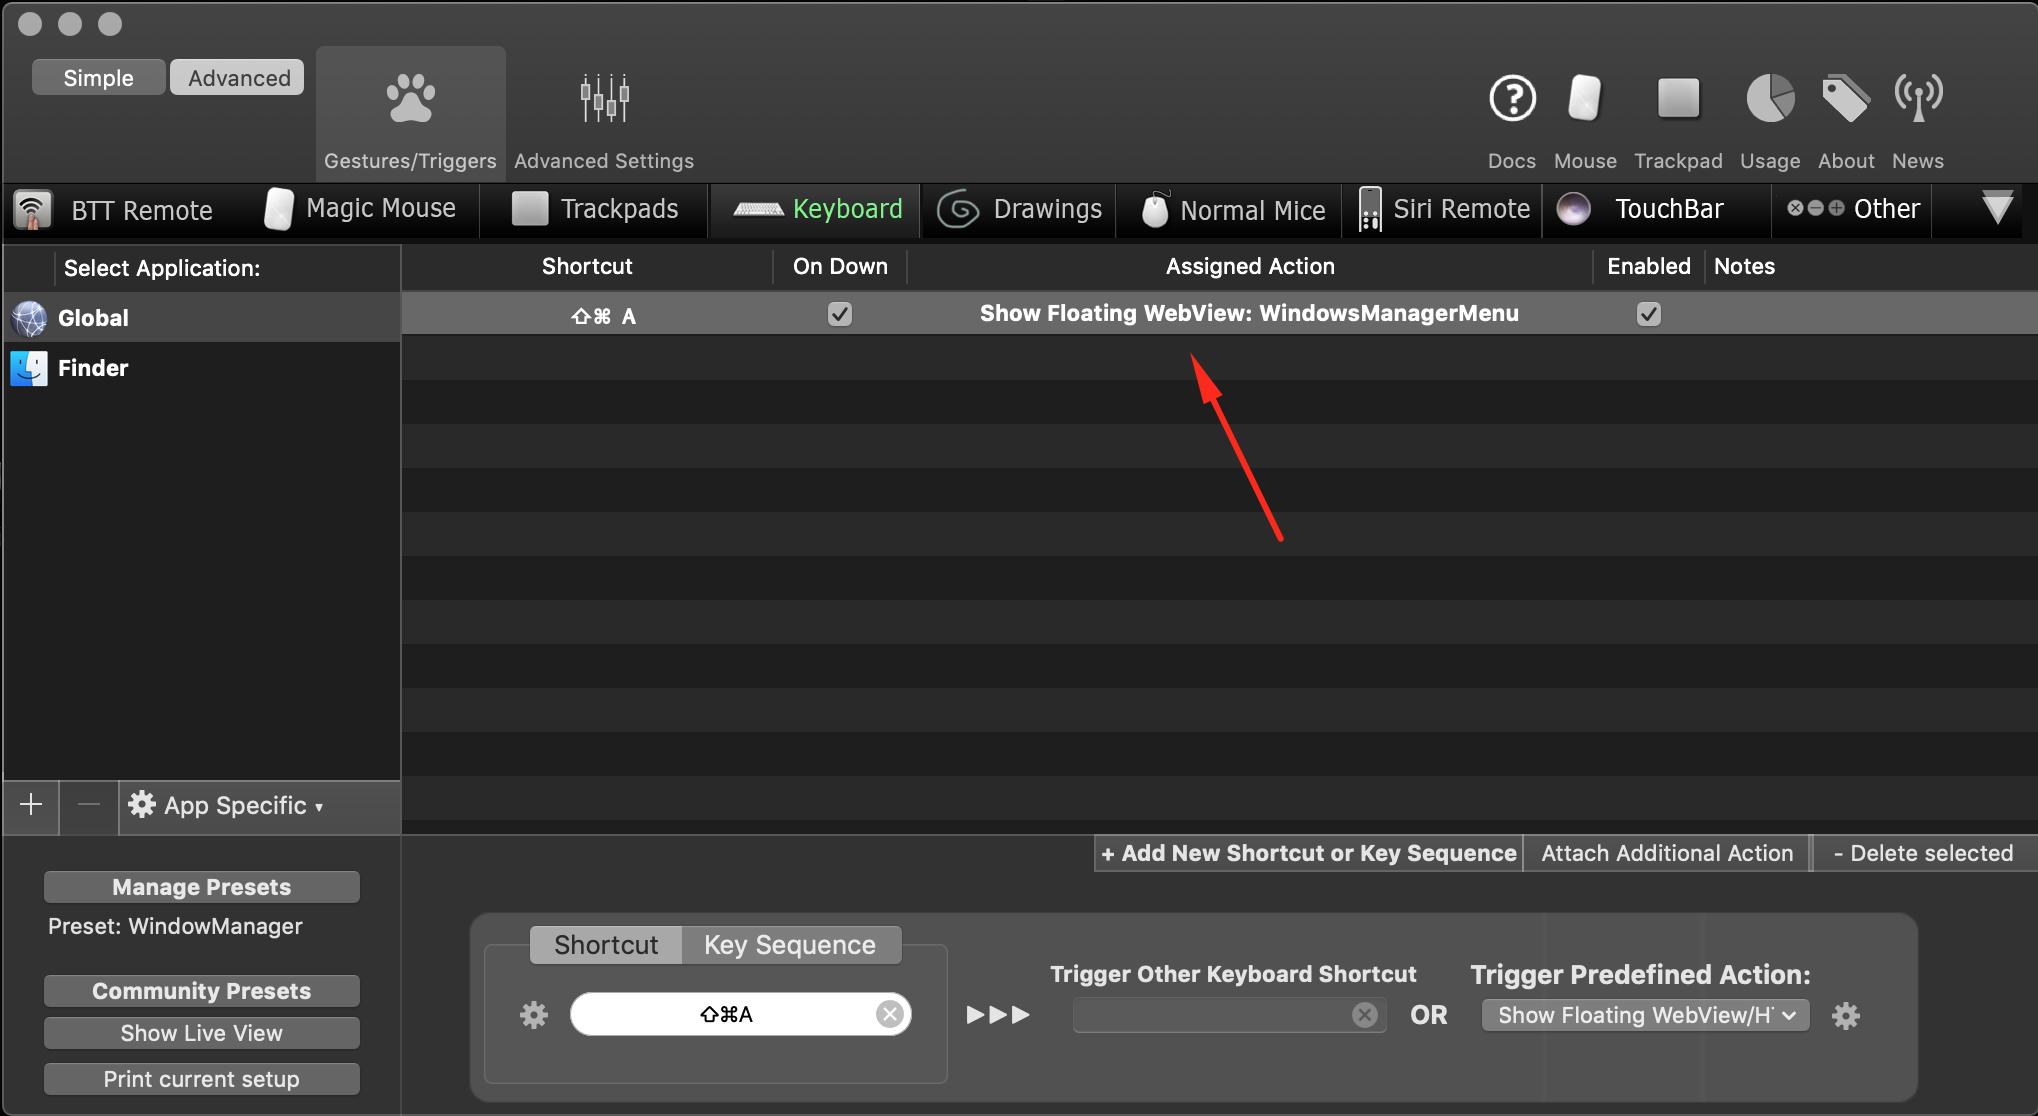 Simple Advanced
Gestures/Triggers Advanced Settings Docs Mouse Trackpad Usage About News
BTT Remote Magic Mouse Trackpads Keyboard Drawings Normal Mice Siri Remote TouchBar Other
Select Application: Shortcut On Down Assigned Action Enabled Notes
Global ⇧⌘ A Show Floating WebView: WindowsManagerMenu
Finder
App Specific
+ Add New Shortcut or Key Sequence Attach Additional Action - Delete selected
Manage Presets
Preset: WindowManager
Community Presets
Show Live View
Print current setup
Shortcut Key Sequence
Trigger Other Keyboard Shortcut Trigger Predefined Action:
⇧⌘A OR Show Floating WebView/H